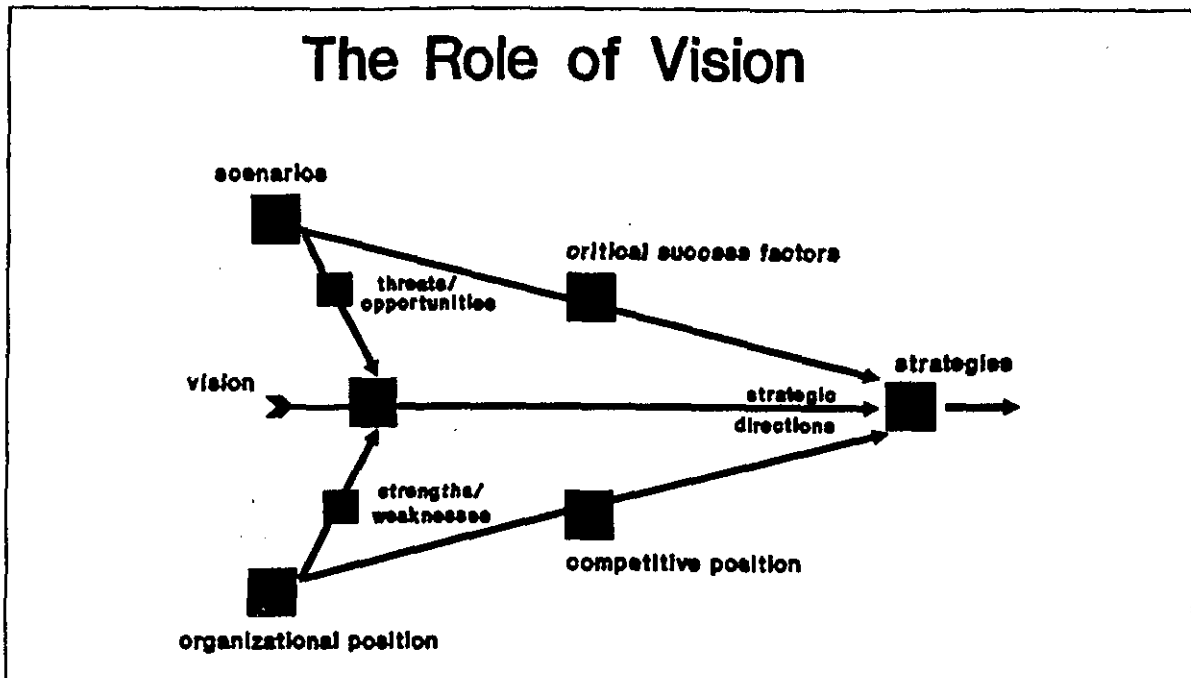 The Role of Vision
scenarios
critical success factors
threats/
opportunities
vision
strategies
strategic
directions
strengths/
weaknesses
competitive position
organizational position